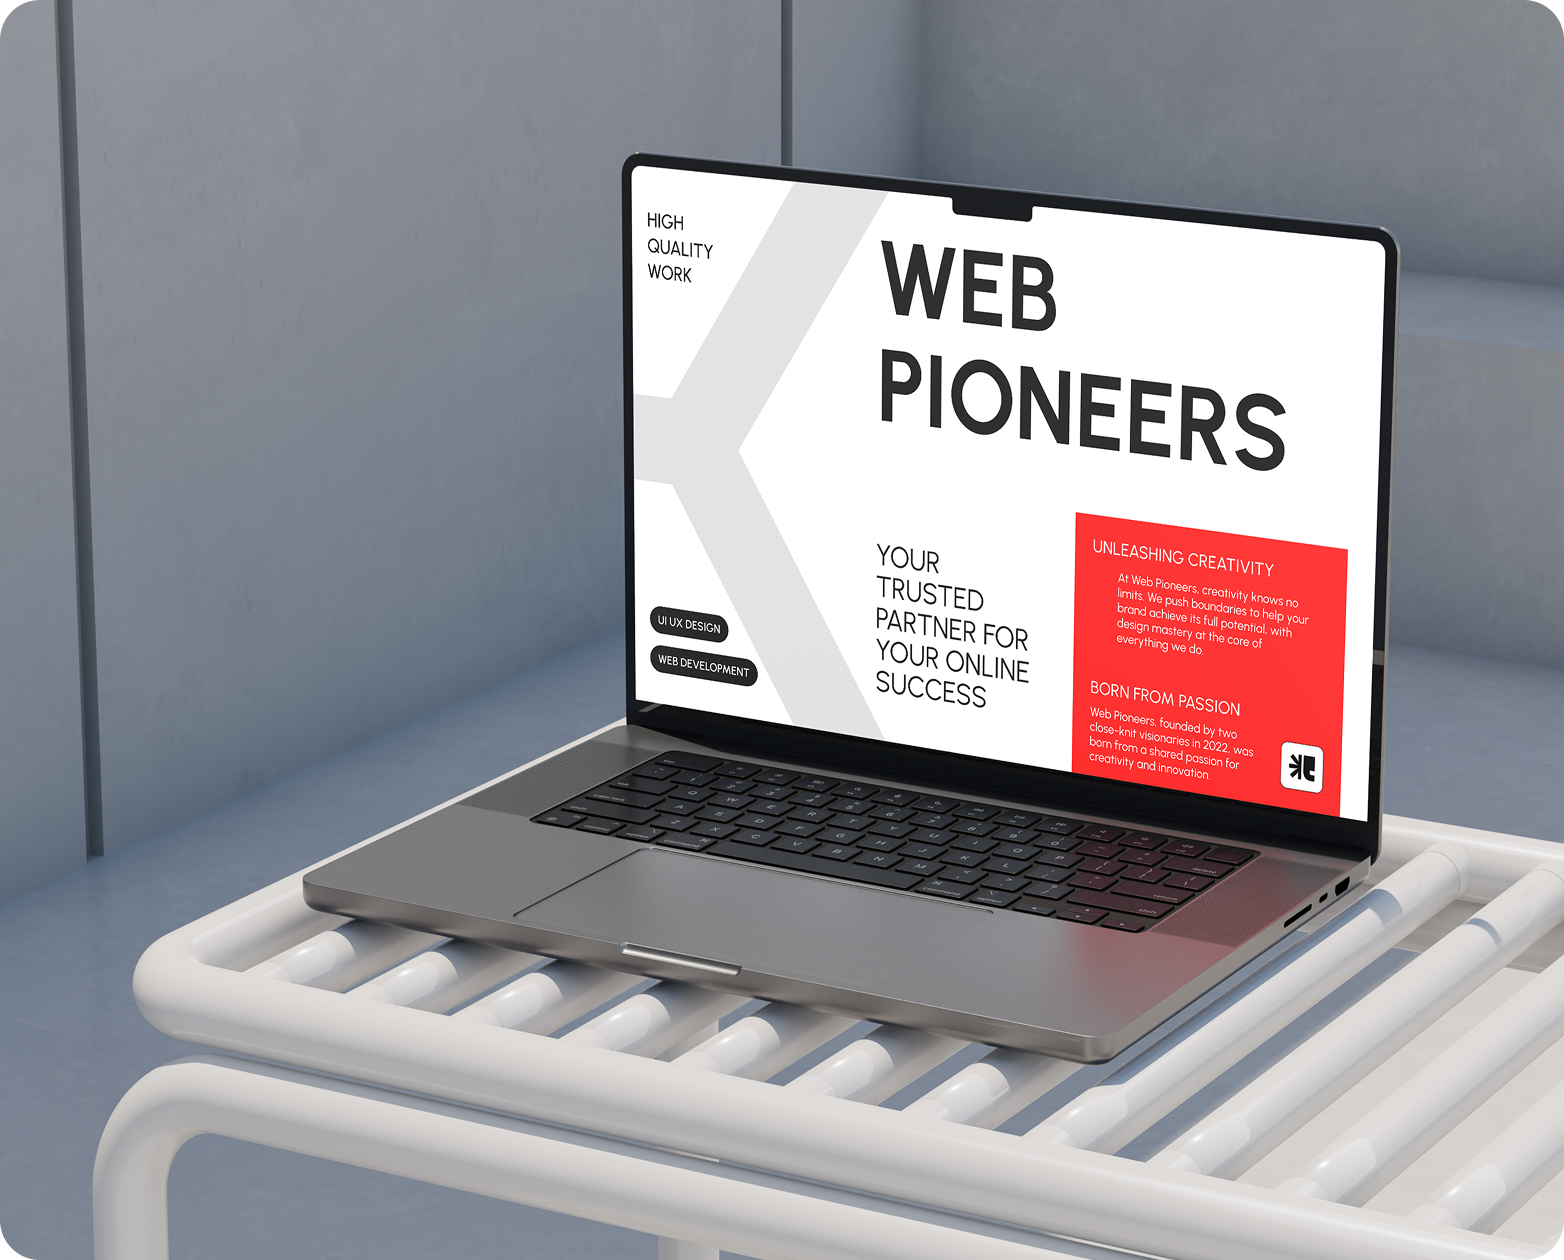 HIGH
QUALITY
WORK
WEB
PIONEERS
YOUR
TRUSTED
PARTNER FOR
YOUR ONLINE
SUCCESS
UNLEASHING CREATIVITY
At Web Pioneers, creativity knows no
limits. We push boundaries to help your
brand achieve its full potential, with
design mastery at the core of
everything we do.
BORN FROM PASSION
Web Pioneers, founded by two
close-knit visionaries in 2022, was
born from a shared passion for
creativity and innovation.
UI UX DESIGN
WEB DEVELOPMENT